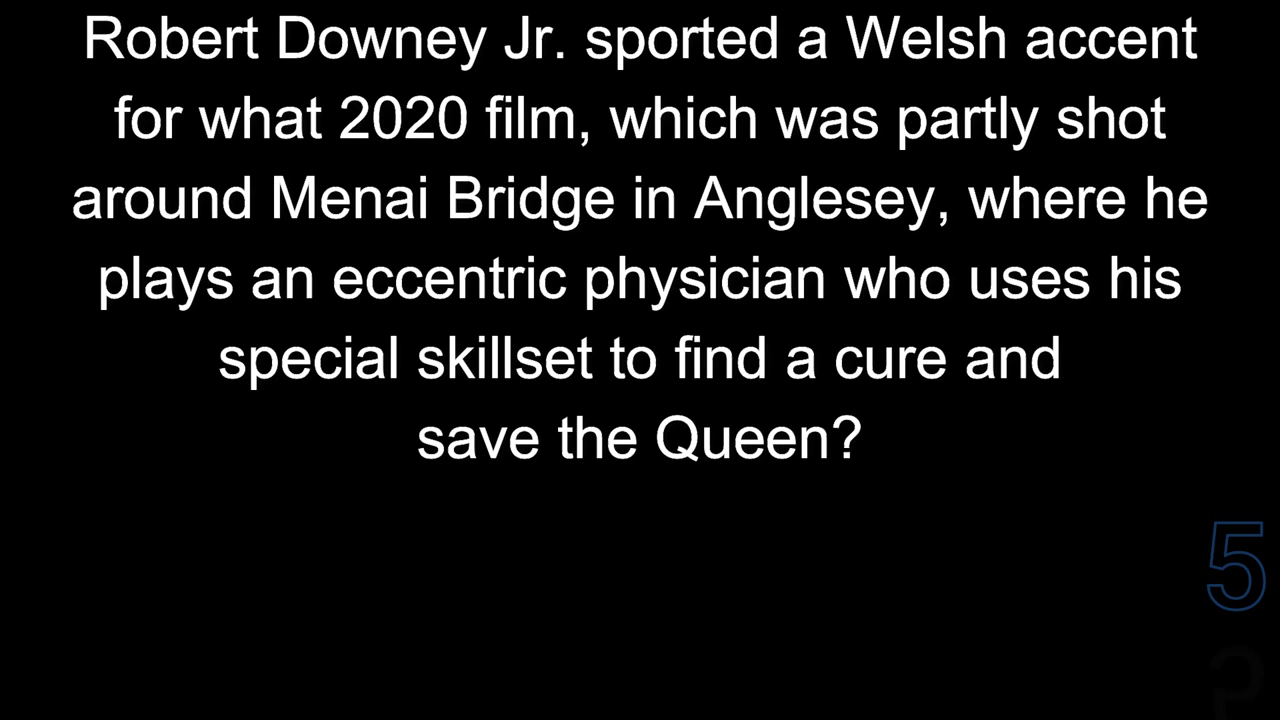 Robert Downey Jr. sported a Welsh accent
for what 2020 film, which was partly shot
around Menai Bridge in Anglesey, where he
plays an eccentric physician who uses his
special skillset to find a cure and
save the Queen?
5